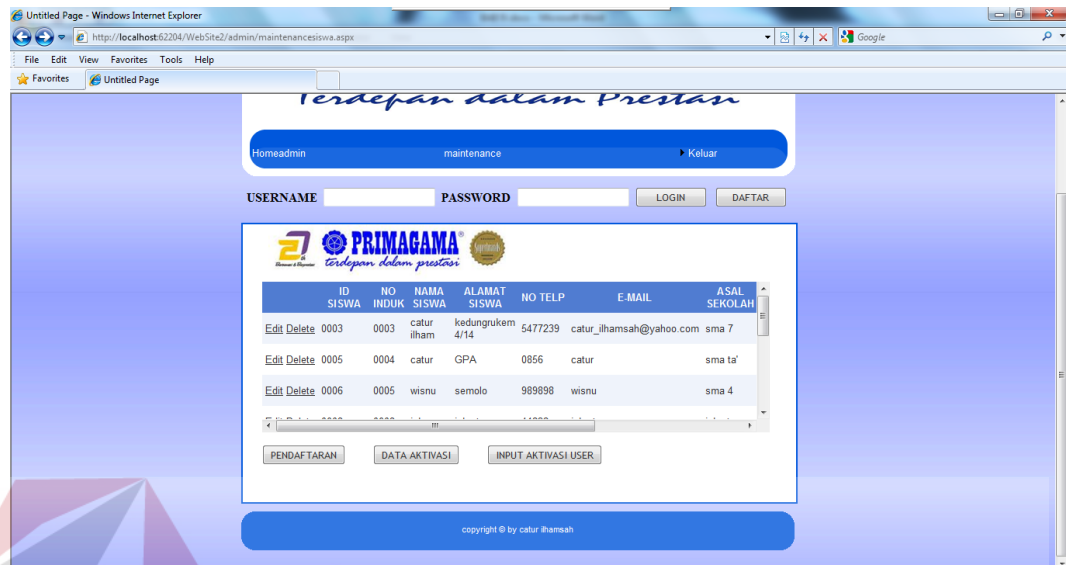 Untitled Page - Windows Internet Explorer
http://localhost:62204/WebSite2/admin/maintenancesiswa.aspx
Google
File Edit View Favorites Tools Help
Favorites Untitled Page
Terdepan dalam Prestasi
Homeadmin maintenance Keluar
USERNAME PASSWORD LOGIN DAFTAR
PRIMAGAMA
terdepan dalam prestasi
ID SISWA NO INDUK NAMA SISWA ALAMAT SISWA NO TELP E-MAIL ASAL SEKOLAH
Edit Delete 0003 0003 catur ilham kedungrukem 4/14 5477239 catur_ilhamsah@yahoo.com sma 7
Edit Delete 0005 0004 catur GPA 0856 catur sma ta'
Edit Delete 0006 0005 wisnu semolo 989898 wisnu sma 4
PENDAFTARAN DATA AKTIVASI INPUT AKTIVASI USER
copyright © by catur ilhamsah